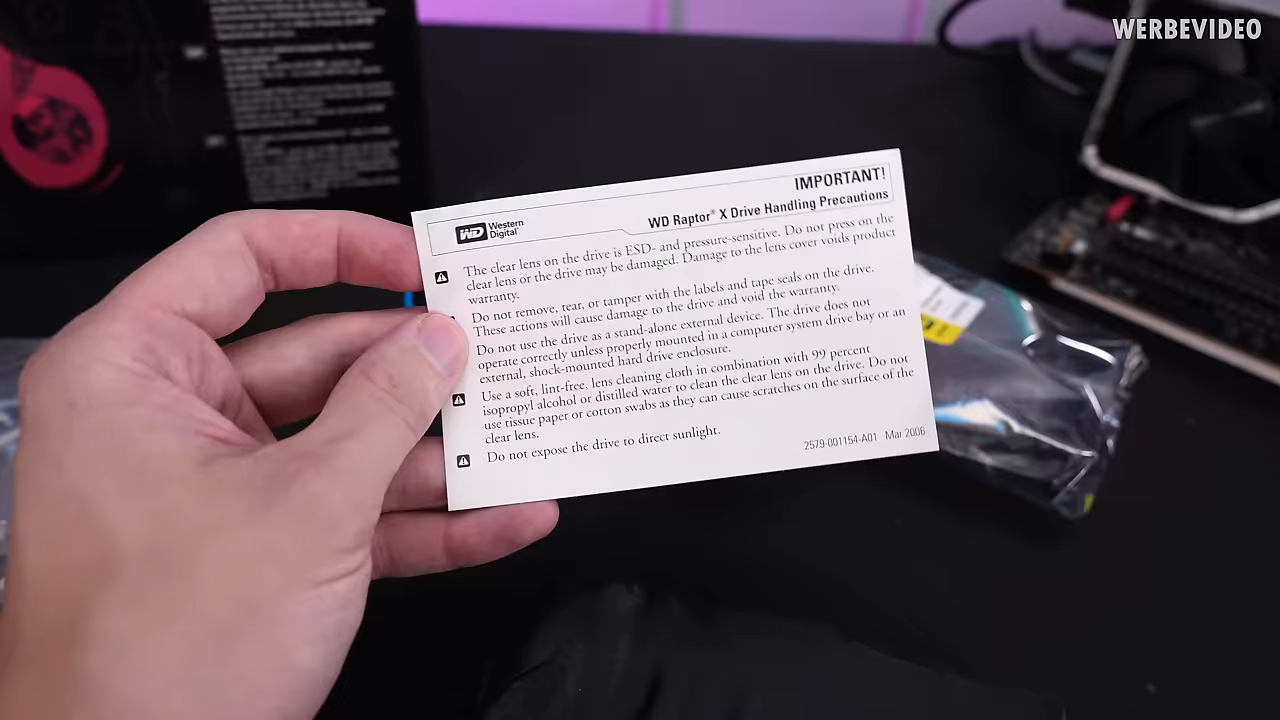 WERBEVIDEO
IMPORTANT!
WD Western
Digital®
WD Raptor® X Drive Handling Precautions
The clear lens on the drive is ESD- and pressure-sensitive. Do not press on the
clear lens or the drive may be damaged. Damage to the lens cover voids product
warranty.
Do not remove, tear, or tamper with the labels and tape seals on the drive.
These actions will cause damage to the drive and void the warranty.
Do not use the drive as a stand-alone external device. The drive does not
operate correctly unless properly mounted in a computer system drive bay or an
external, shock-mounted hard drive enclosure.
Use a soft, lint-free, lens cleaning cloth in combination with 99 percent
isopropyl alcohol or distilled water to clean the clear lens on the drive. Do not
use tissue paper or cotton swabs as they can cause scratches on the surface of the
clear lens.
Do not expose the drive to direct sunlight.
2579-001154-A01 Mar 2006